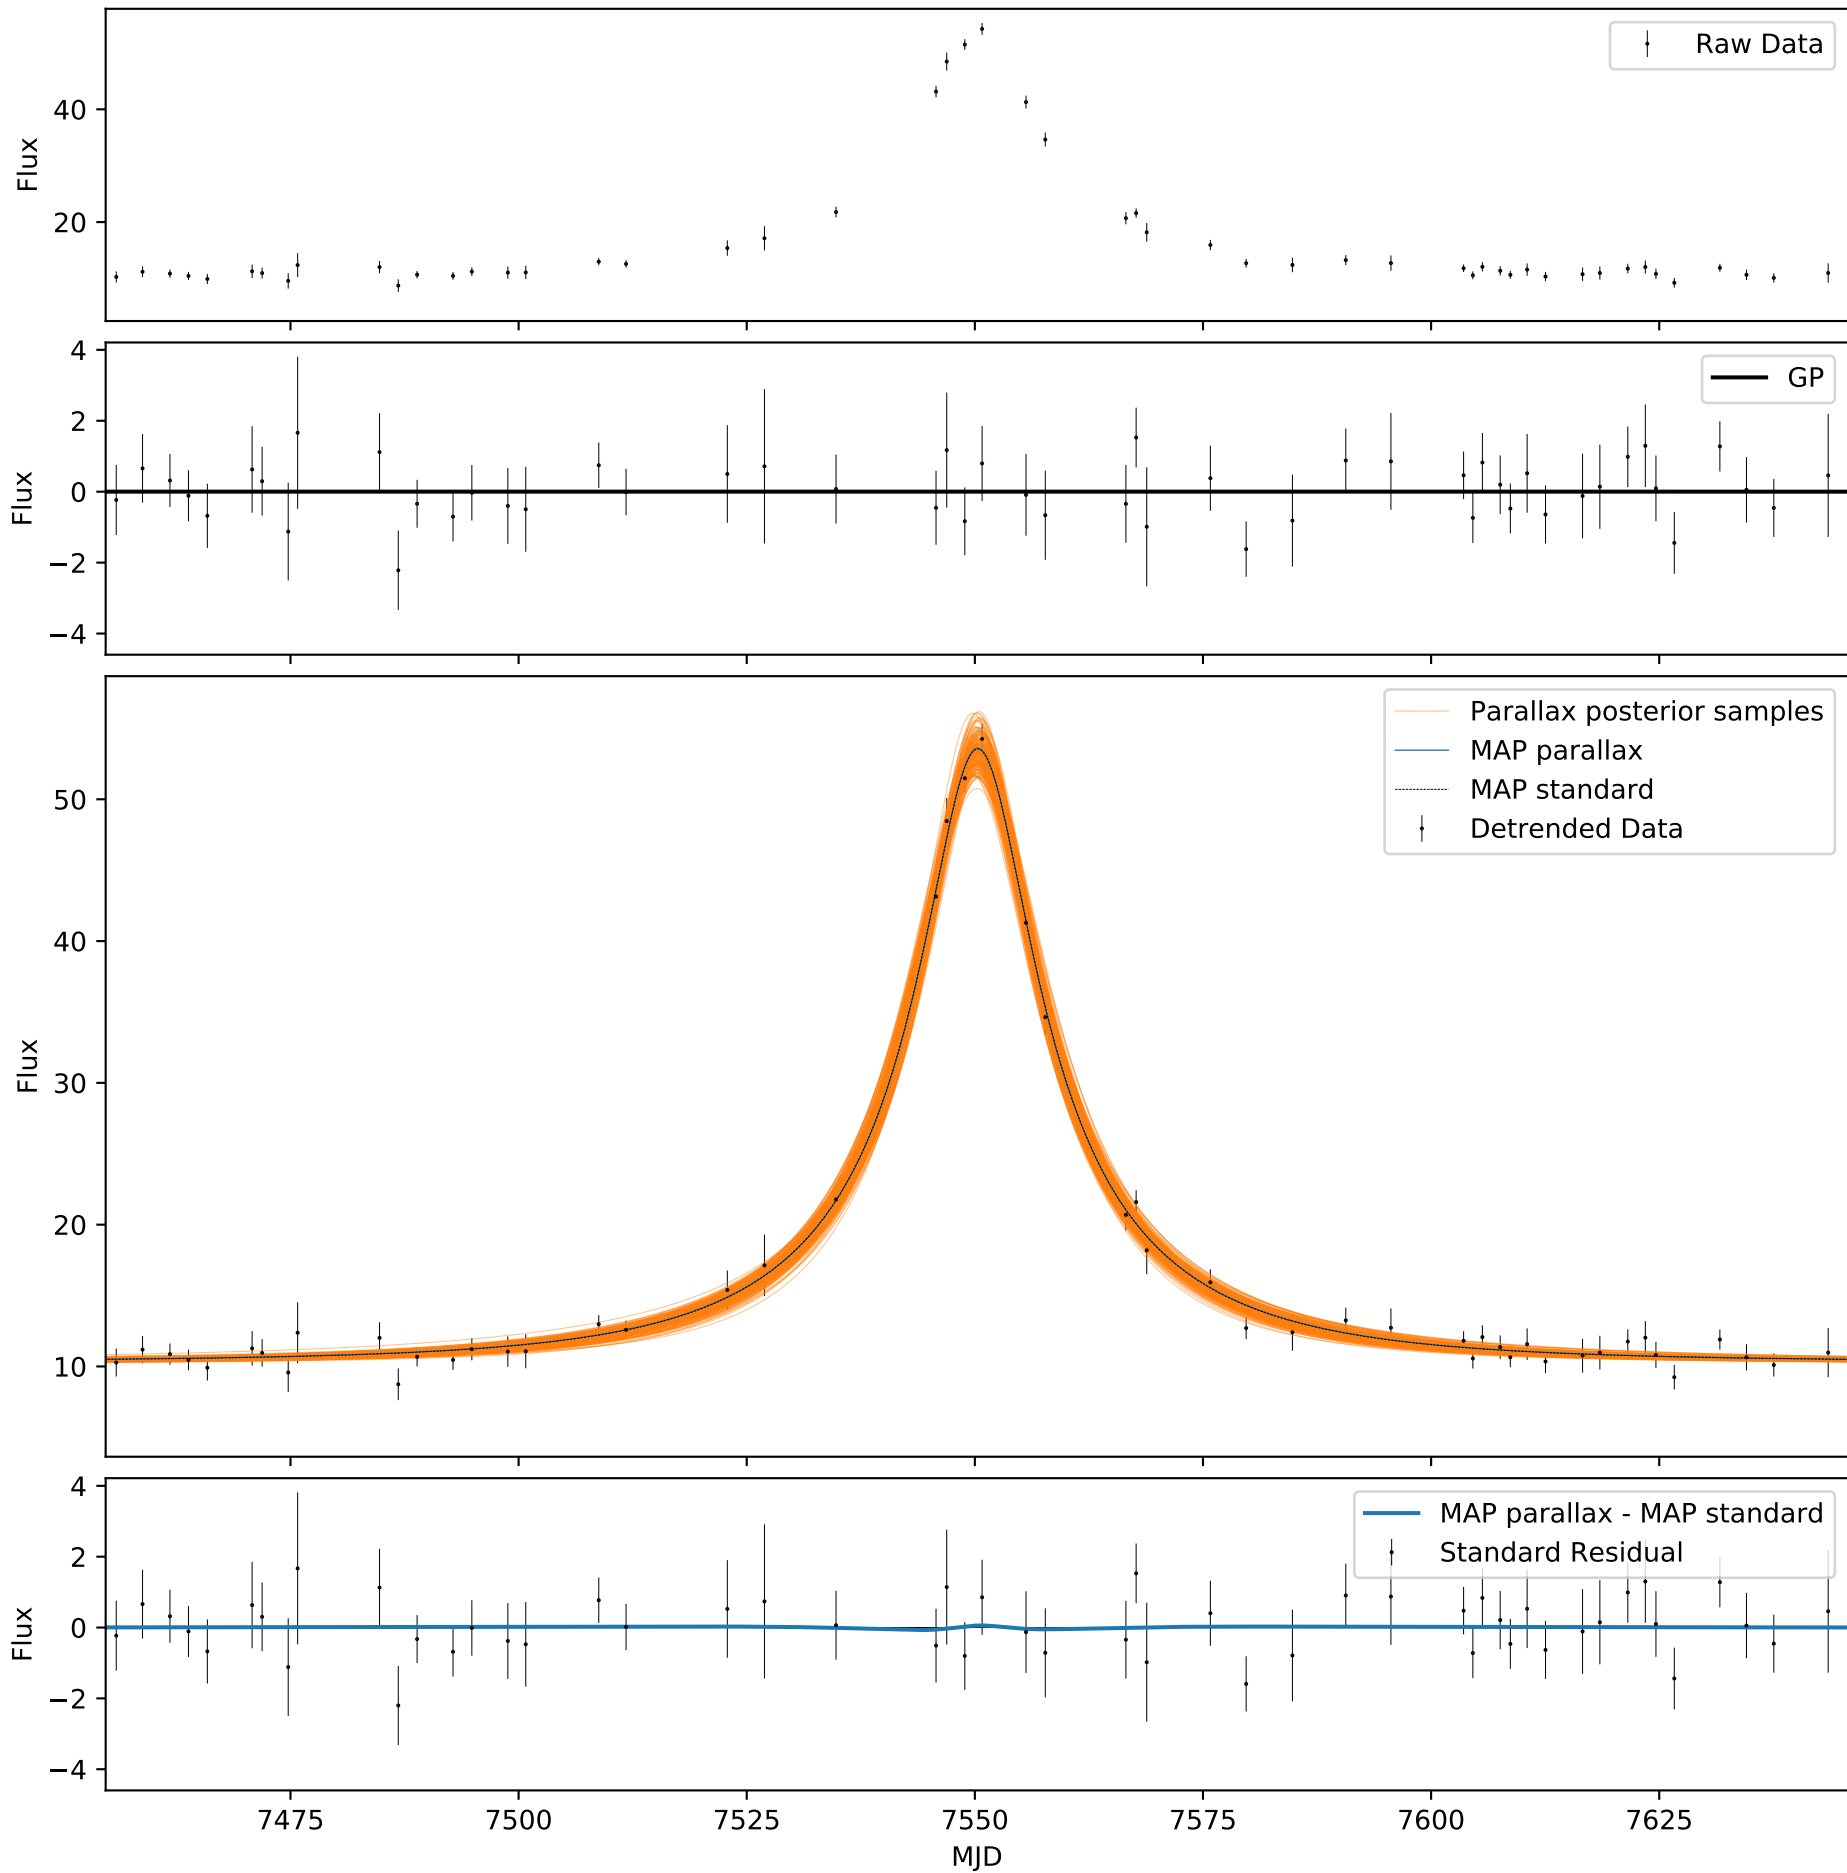 Raw Data
Flux
40
20
GP
Flux
4
2
0
−2
−4
Parallax posterior samples
MAP parallax
MAP standard
Detrended Data
Flux
50
40
30
20
10
MAP parallax - MAP standard
Standard Residual
Flux
4
2
0
−2
−4
7475 7500 7525 7550 7575 7600 7625
MJD